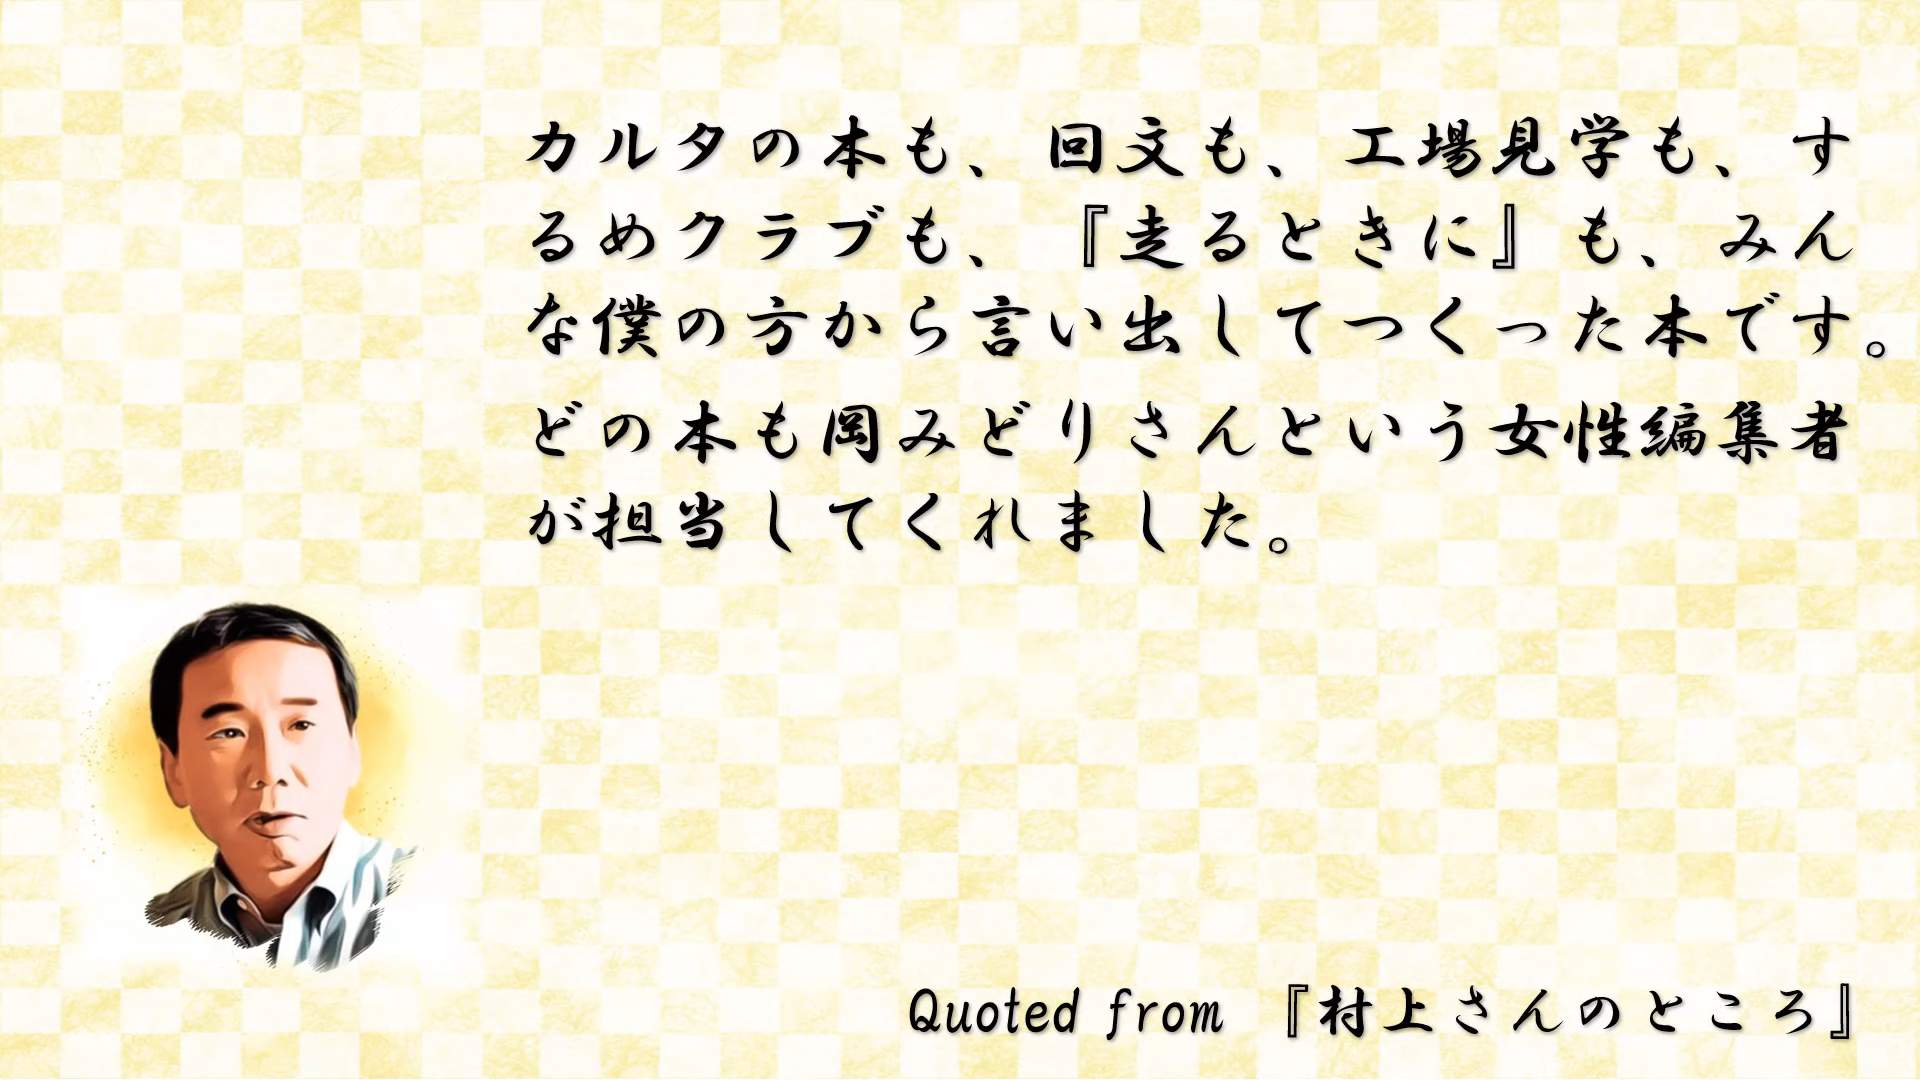 カルタの本も、回文も、工場見学も、す
るめクラブも、『走るときに』も、みん
な僕の方から言い出してつくった本です。
どの本も岡みどりさんという女性編集者
が担当してくれました。
Quoted from 『村上さんのところ』